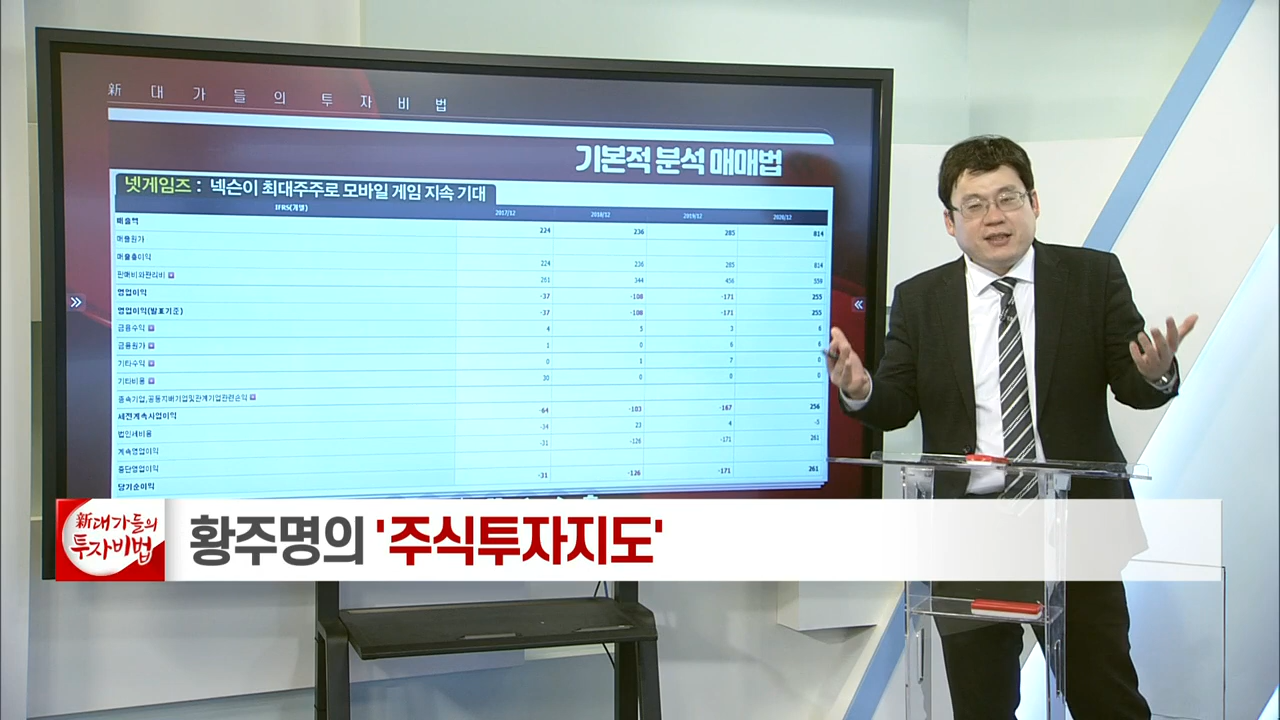 新 대 가 들 의 투 자 비 법
기본적 분석 매매법
넷게임즈 : 넥슨이 최대주주로 모바일 게임 지속 기대
IFRS(개별) 2017/12 2018/12 2019/12 2020/12
매출액 224 236 285 814
매출원가
매출총이익 224 236 285 814
판매비와관리비 261 344 456 559
영업이익 -37 -108 -171 255
영업이익(발표기준) -37 -108 -171 255
금융수익 4 5 3 8
금융원가 1 0 6 6
기타수익 0 1 7 0
기타비용 30 0 0 0
종속기업,공동지배기업및관계기업관련손익
세전계속사업이익 -64 -103 -167 256
법인세비용 -34 23 4 -3
계속영업이익 -31 -126 -171 261
중단영업이익
당기순이익 -31 -126 -171 261
新대가들의
투자비법
황주명의 '주식투자지도'